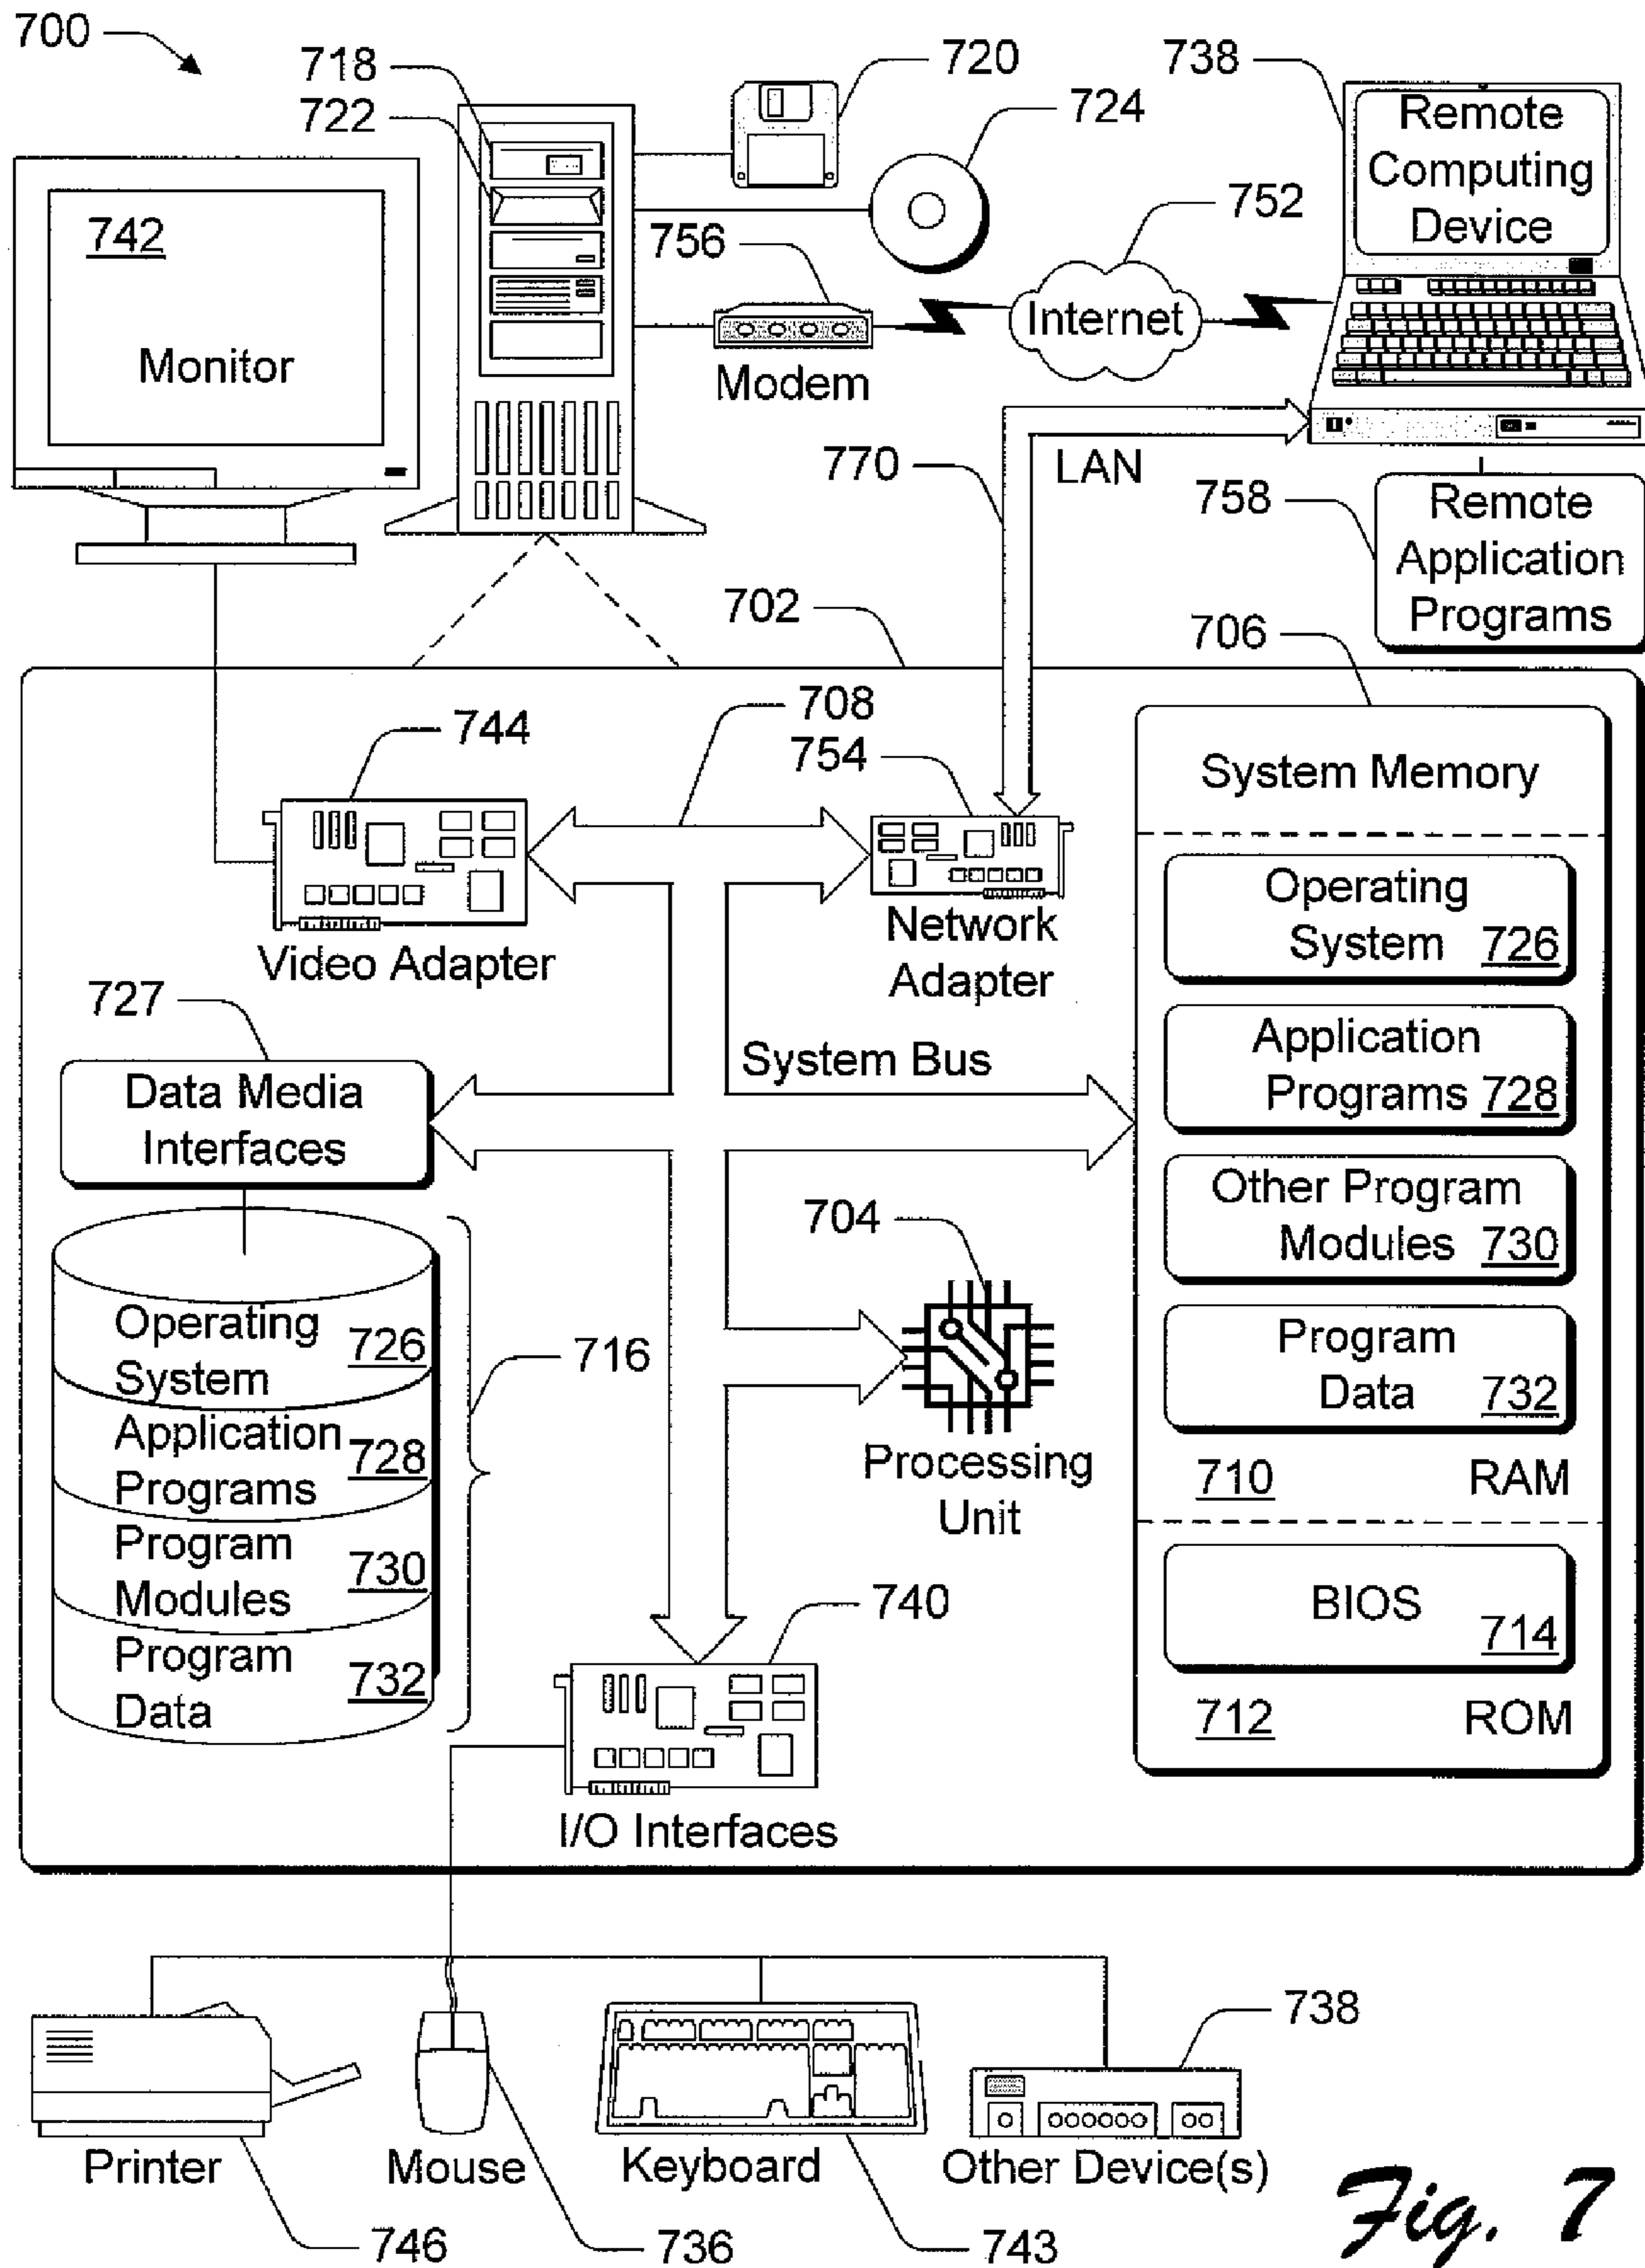 700
718
722
720
724
738
Remote
Computing
Device
742
Monitor
756
752
Internet
Modem
770
LAN
758
Remote
Application
Programs
702
706
708
744
754
System Memory
Video Adapter
Network
Adapter
Operating
System 726
727
Data Media
Interfaces
System Bus
Application
Programs 728
Other Program
Modules 730
704
Processing
Unit
Program
Data 732
710 RAM
Operating
System 726
Application
Programs 728
Program
Modules 730
Program
Data 732
716
BIOS
714
712 ROM
740
I/O Interfaces
738
Printer
Mouse
Keyboard
Other Device(s)
746
736
743
Fig. 7